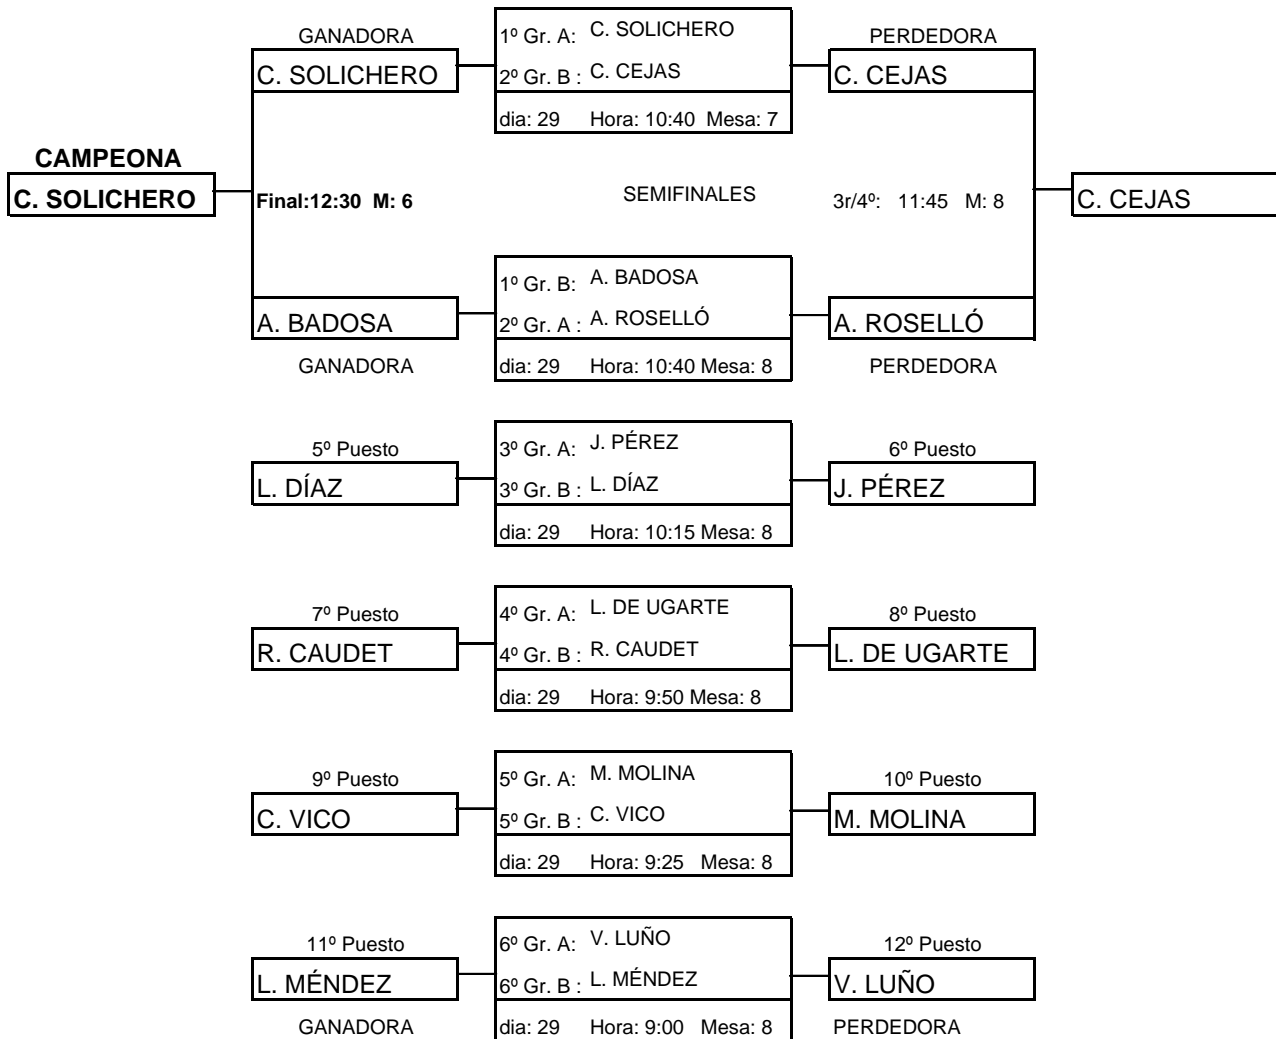 GANADORA 1º Gr. A: C. SOLICHERO PERDEDORA
C. SOLICHERO 2º Gr. B : C. CEJAS C. CEJAS
dia: 29 Hora: 10:40 Mesa: 7
CAMPEONA
C. SOLICHERO Final:12:30 M: 6 SEMIFINALES 3r/4º: 11:45 M: 8 C. CEJAS
1º Gr. B: A. BADOSA
A. BADOSA 2º Gr. A : A. ROSELLÓ A. ROSELLÓ
GANADORA dia: 29 Hora: 10:40 Mesa: 8 PERDEDORA
5º Puesto 3º Gr. A: J. PÉREZ 6º Puesto
L. DÍAZ 3º Gr. B : L. DÍAZ J. PÉREZ
dia: 29 Hora: 10:15 Mesa: 8
7º Puesto 4º Gr. A: L. DE UGARTE 8º Puesto
R. CAUDET 4º Gr. B : R. CAUDET L. DE UGARTE
dia: 29 Hora: 9:50 Mesa: 8
9º Puesto 5º Gr. A: M. MOLINA 10º Puesto
C. VICO 5º Gr. B : C. VICO M. MOLINA
dia: 29 Hora: 9:25 Mesa: 8
11º Puesto 6º Gr. A: V. LUÑO 12º Puesto
L. MÉNDEZ 6º Gr. B : L. MÉNDEZ V. LUÑO
GANADORA dia: 29 Hora: 9:00 Mesa: 8 PERDEDORA